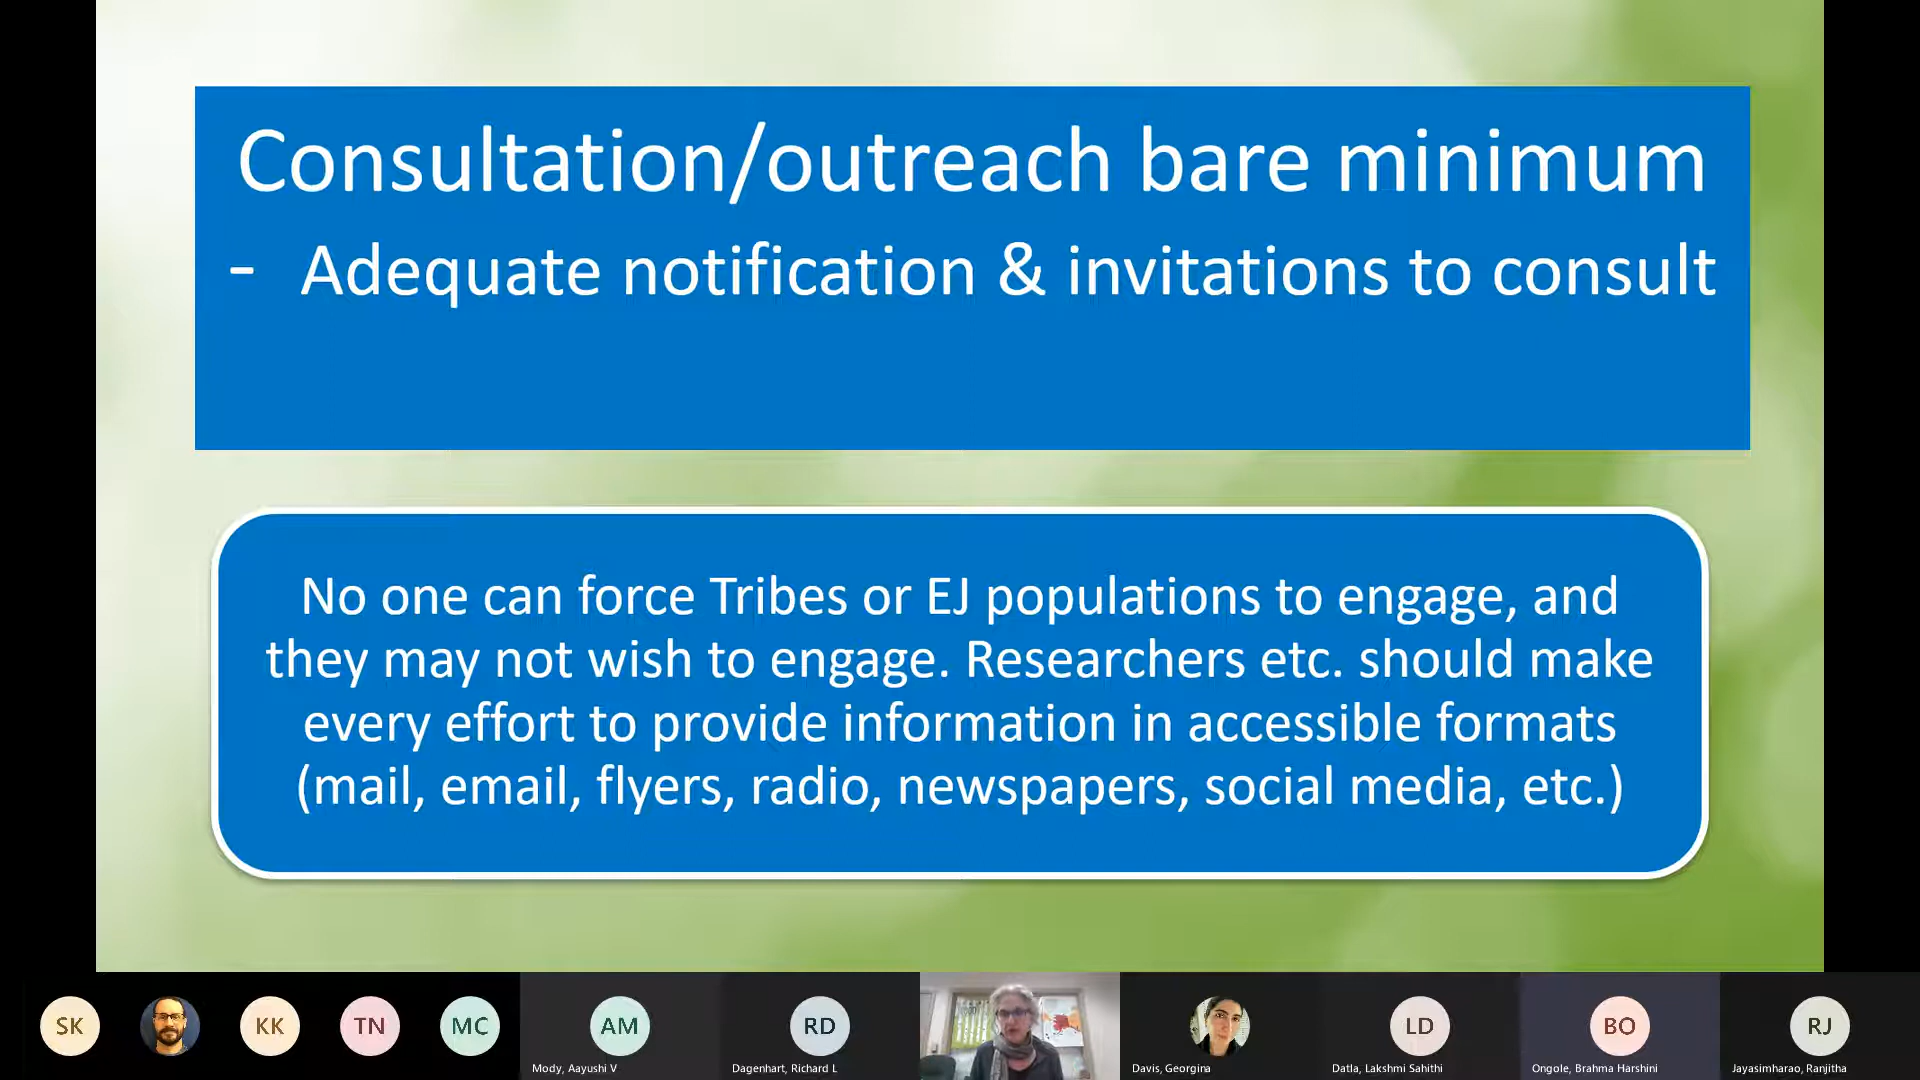 Consultation/outreach bare minimum
- Adequate notification & invitations to consult
No one can force Tribes or EJ populations to engage, and
they may not wish to engage. Researchers etc. should make
every effort to provide information in accessible formats
(mail, email, flyers, radio, newspapers, social media, etc.)
SK
KK
TN
MC
AM
RD
LD
BO
RJ
Mody, Aayushi V
Dagenhart, Richard L
Davis, Georgina
Datla, Lakshmi Sahithi
Ongole, Brahma Harshini
Jayasimharao, Ranjitha